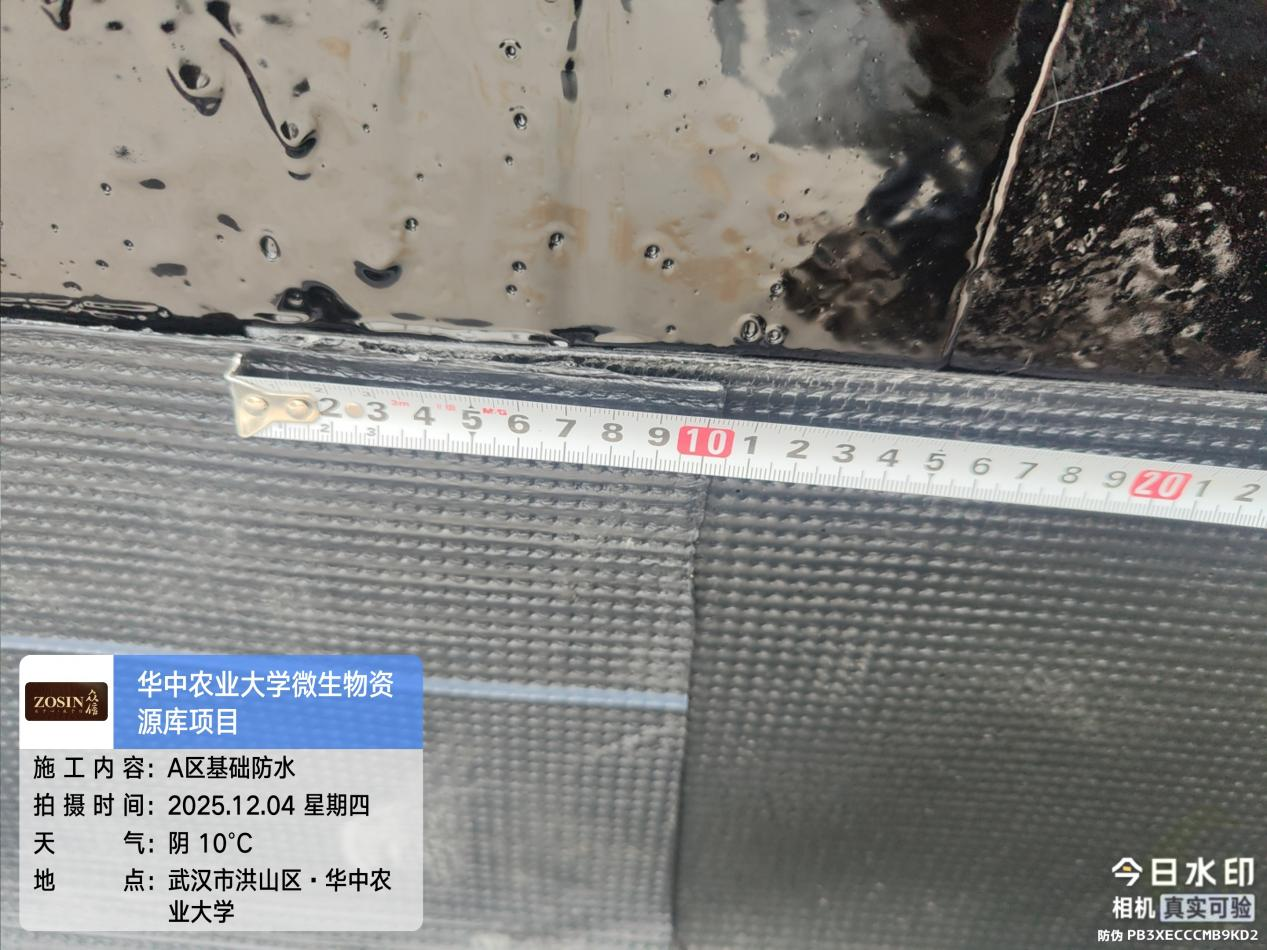 2 3 4 5 6 7 8 9 10 1 2 3 4 5 6 7 8 9 20 1 2
3m
M&G
2 3
ZOSIN 众信
华中农业大学微生物资
源库项目
施工内容：A区基础防水
拍摄时间：2025.12.04 星期四
天气：阴 10°C
地点：武汉市洪山区·华中农
业大学
今日水印
相机 真实可验
防伪 PB3XECCCMB9KD2